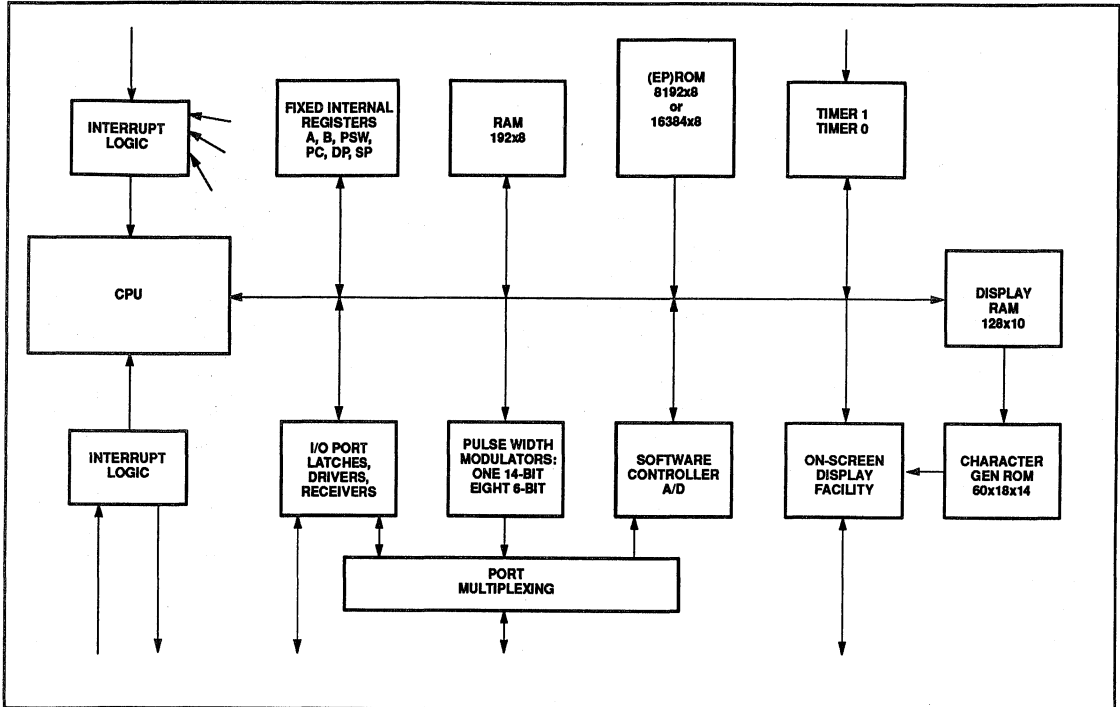 INTERRUPT
LOGIC
FIXED INTERNAL
REGISTERS
A, B, PSW,
PC, DP, SP
RAM
192x8
(EP)ROM
8192x8
or
16384x8
TIMER 1
TIMER 0
CPU
DISPLAY
RAM
128x10
INTERRUPT
LOGIC
I/O PORT
LATCHES,
DRIVERS,
RECEIVERS
PULSE WIDTH
MODULATORS:
ONE 14-BIT
EIGHT 6-BIT
SOFTWARE
CONTROLLER
A/D
ON-SCREEN
DISPLAY
FACILITY
CHARACTER
GEN ROM
60x18x14
PORT
MULTIPLEXING